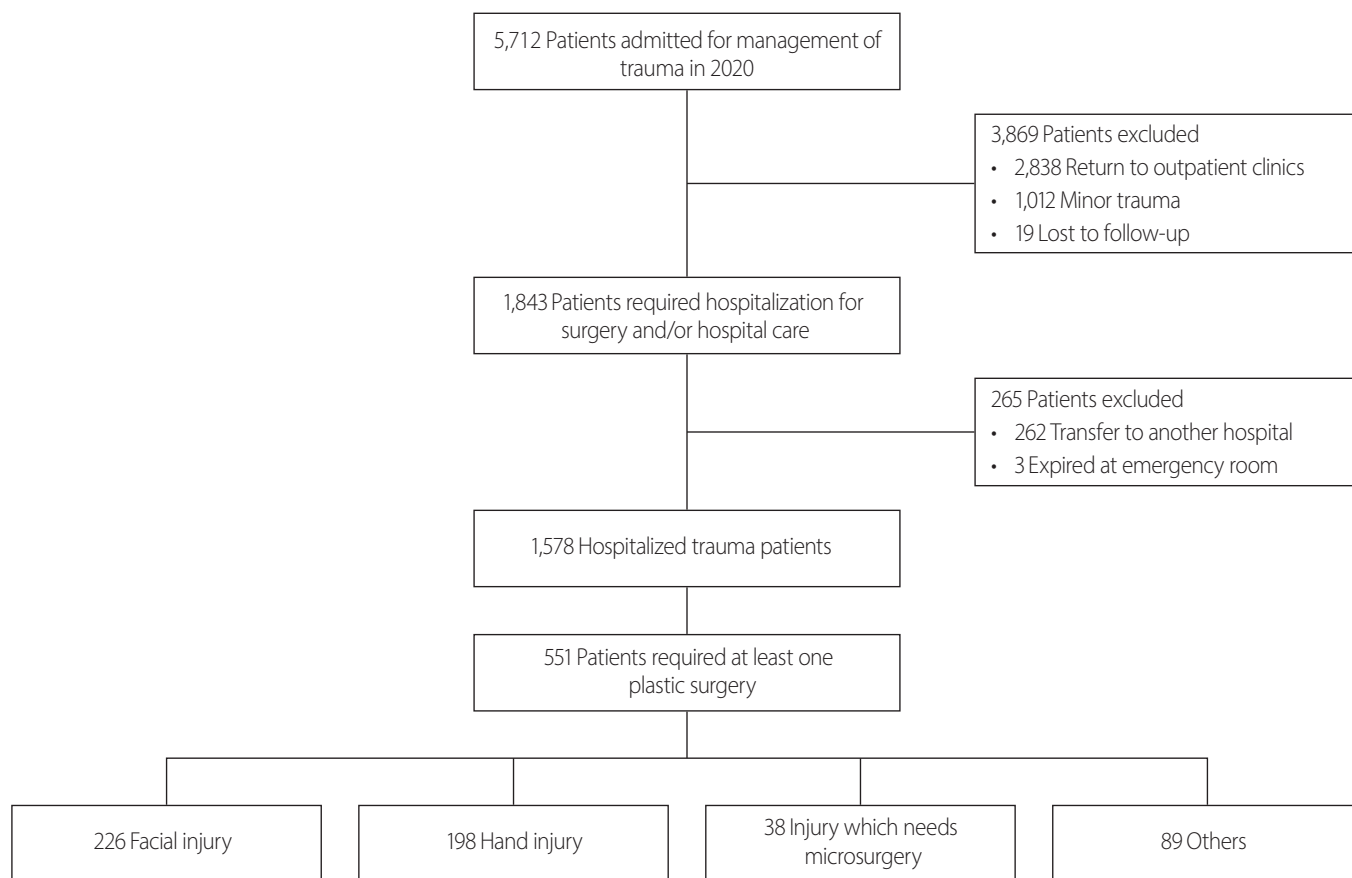 5,712 Patients admitted for management of
trauma in 2020
3,869 Patients excluded
• 2,838 Return to outpatient clinics
• 1,012 Minor trauma
• 19 Lost to follow-up
1,843 Patients required hospitalization for
surgery and/or hospital care
265 Patients excluded
• 262 Transfer to another hospital
• 3 Expired at emergency room
1,578 Hospitalized trauma patients
551 Patients required at least one
plastic surgery
226 Facial injury
198 Hand injury
38 Injury which needs
microsurgery
89 Others